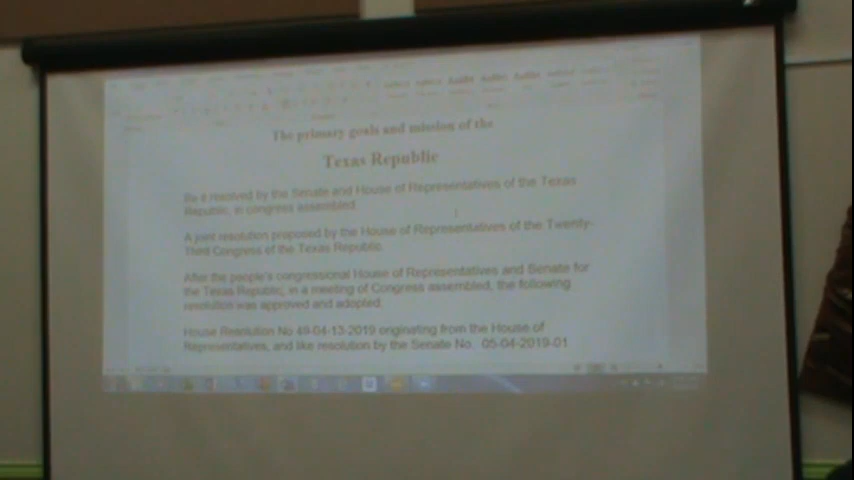 The primary goals and mission of the
Texas Republic
Be it resolved by the Senate and House of Representatives of the Texas
Republic, in congress assembled.
A joint resolution proposed by the House of Representatives of the Twenty-
Third Congress of the Texas Republic
After the people's congressional House of Representatives and Senate for
the Texas Republic, in a meeting of Congress assembled, the following
resolution was approved and adopted.
House Resolution No 49-04-13-2019 originating from the House of
Representatives, and like resolution by the Senate No. 05-04-2019-01